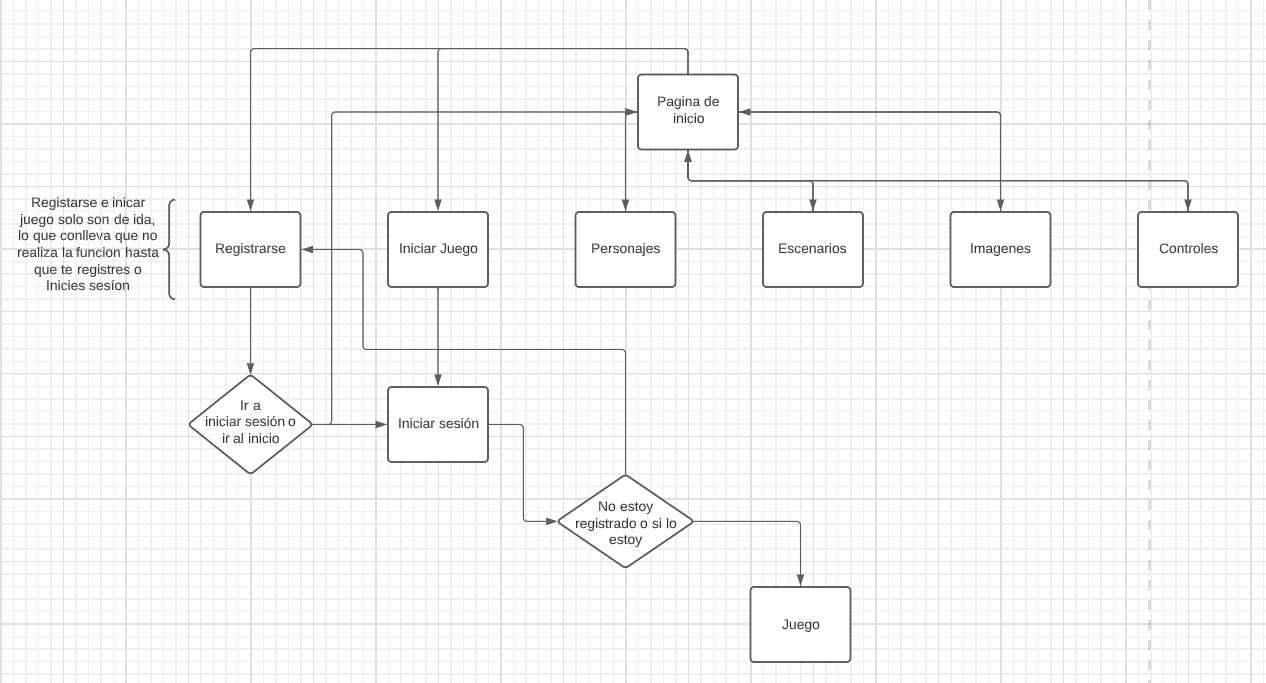 Pagina de
inicio
Registarse e inicar
juego solo son de ida,
lo que conlleva que no
realiza la funcion hasta
que te registres o
Inicies sesíon
Registrarse
Iniciar Juego
Personajes
Escenarios
Imagenes
Controles
Ir a
iniciar sesión o
ir al inicio
Iniciar sesión
No estoy
registrado o si lo
estoy
Juego